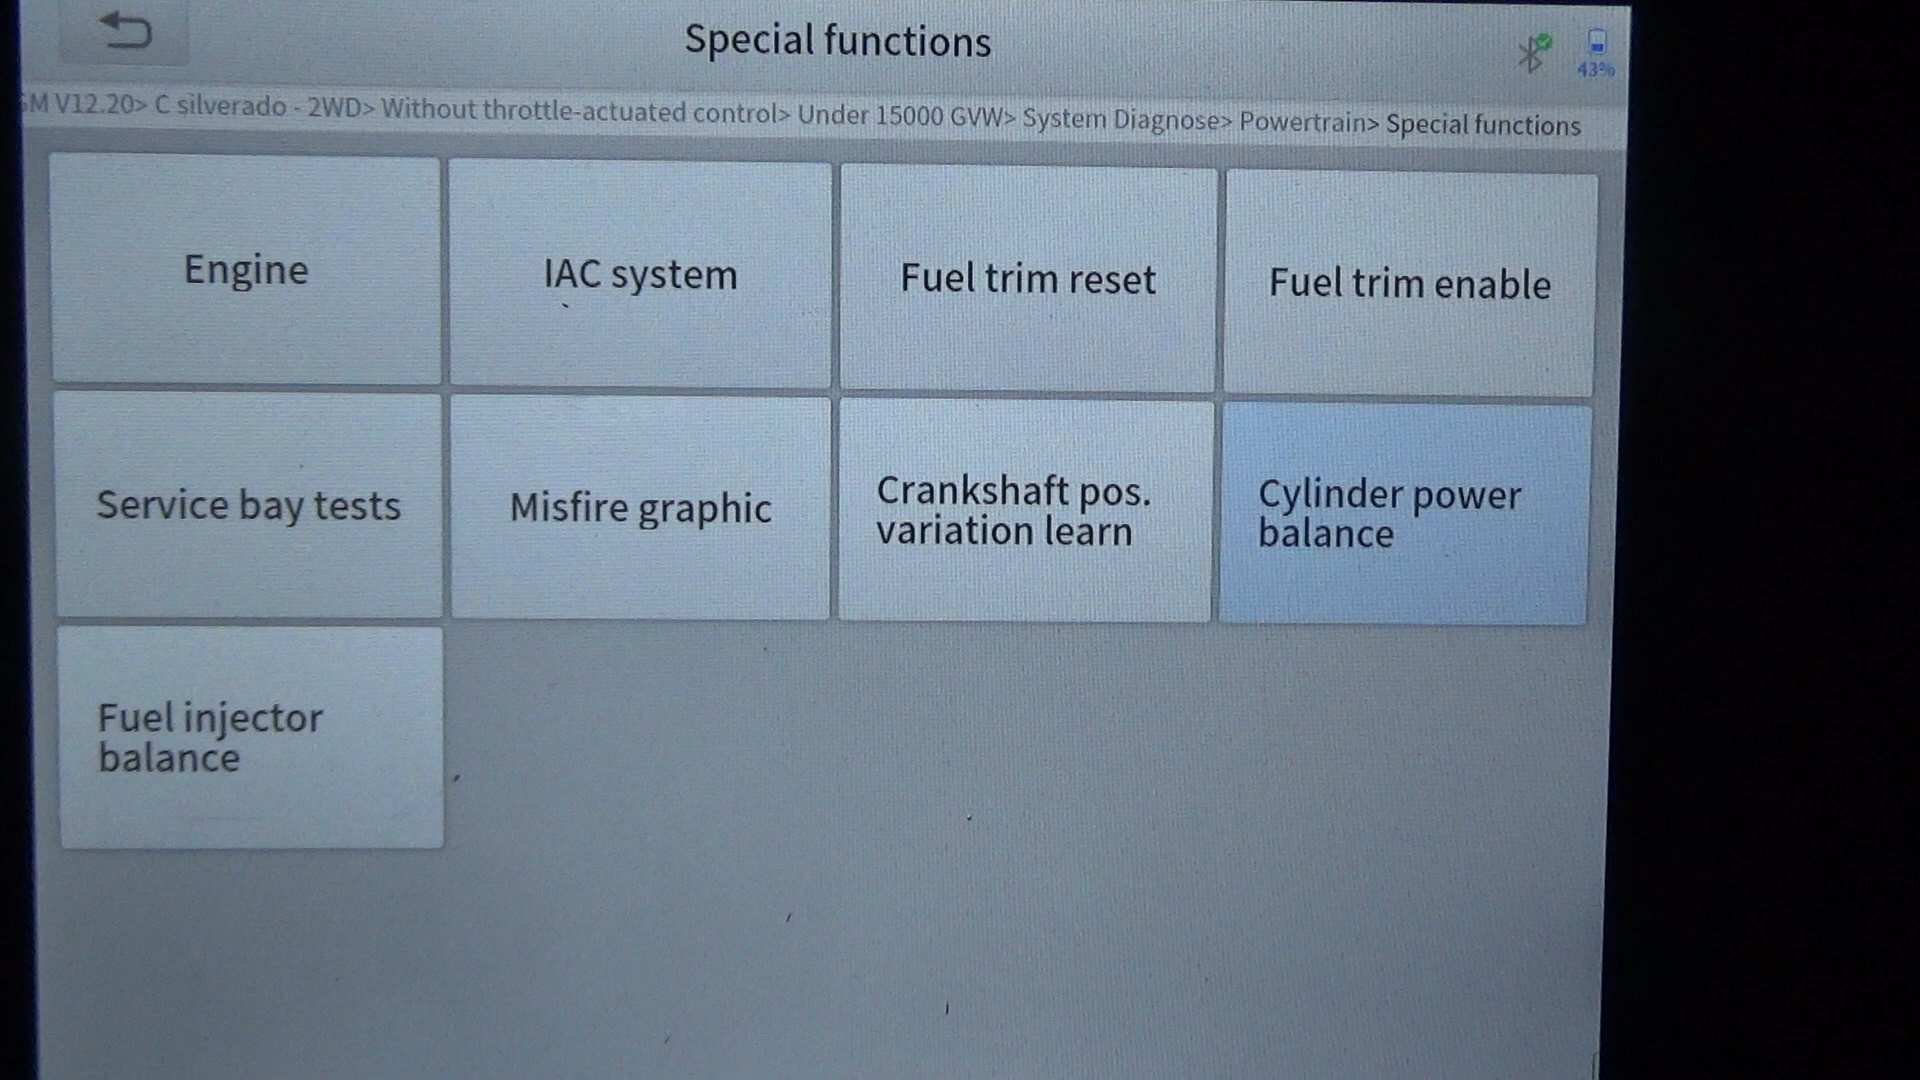 Special functions
43%
M V12.20> C silverado - 2WD> Without throttle-actuated control> Under 15000 GVW> System Diagnose> Powertrain> Special functions
Engine
IAC system
Fuel trim reset
Fuel trim enable
Service bay tests
Misfire graphic
Crankshaft pos.
variation learn
Cylinder power
balance
Fuel injector
balance